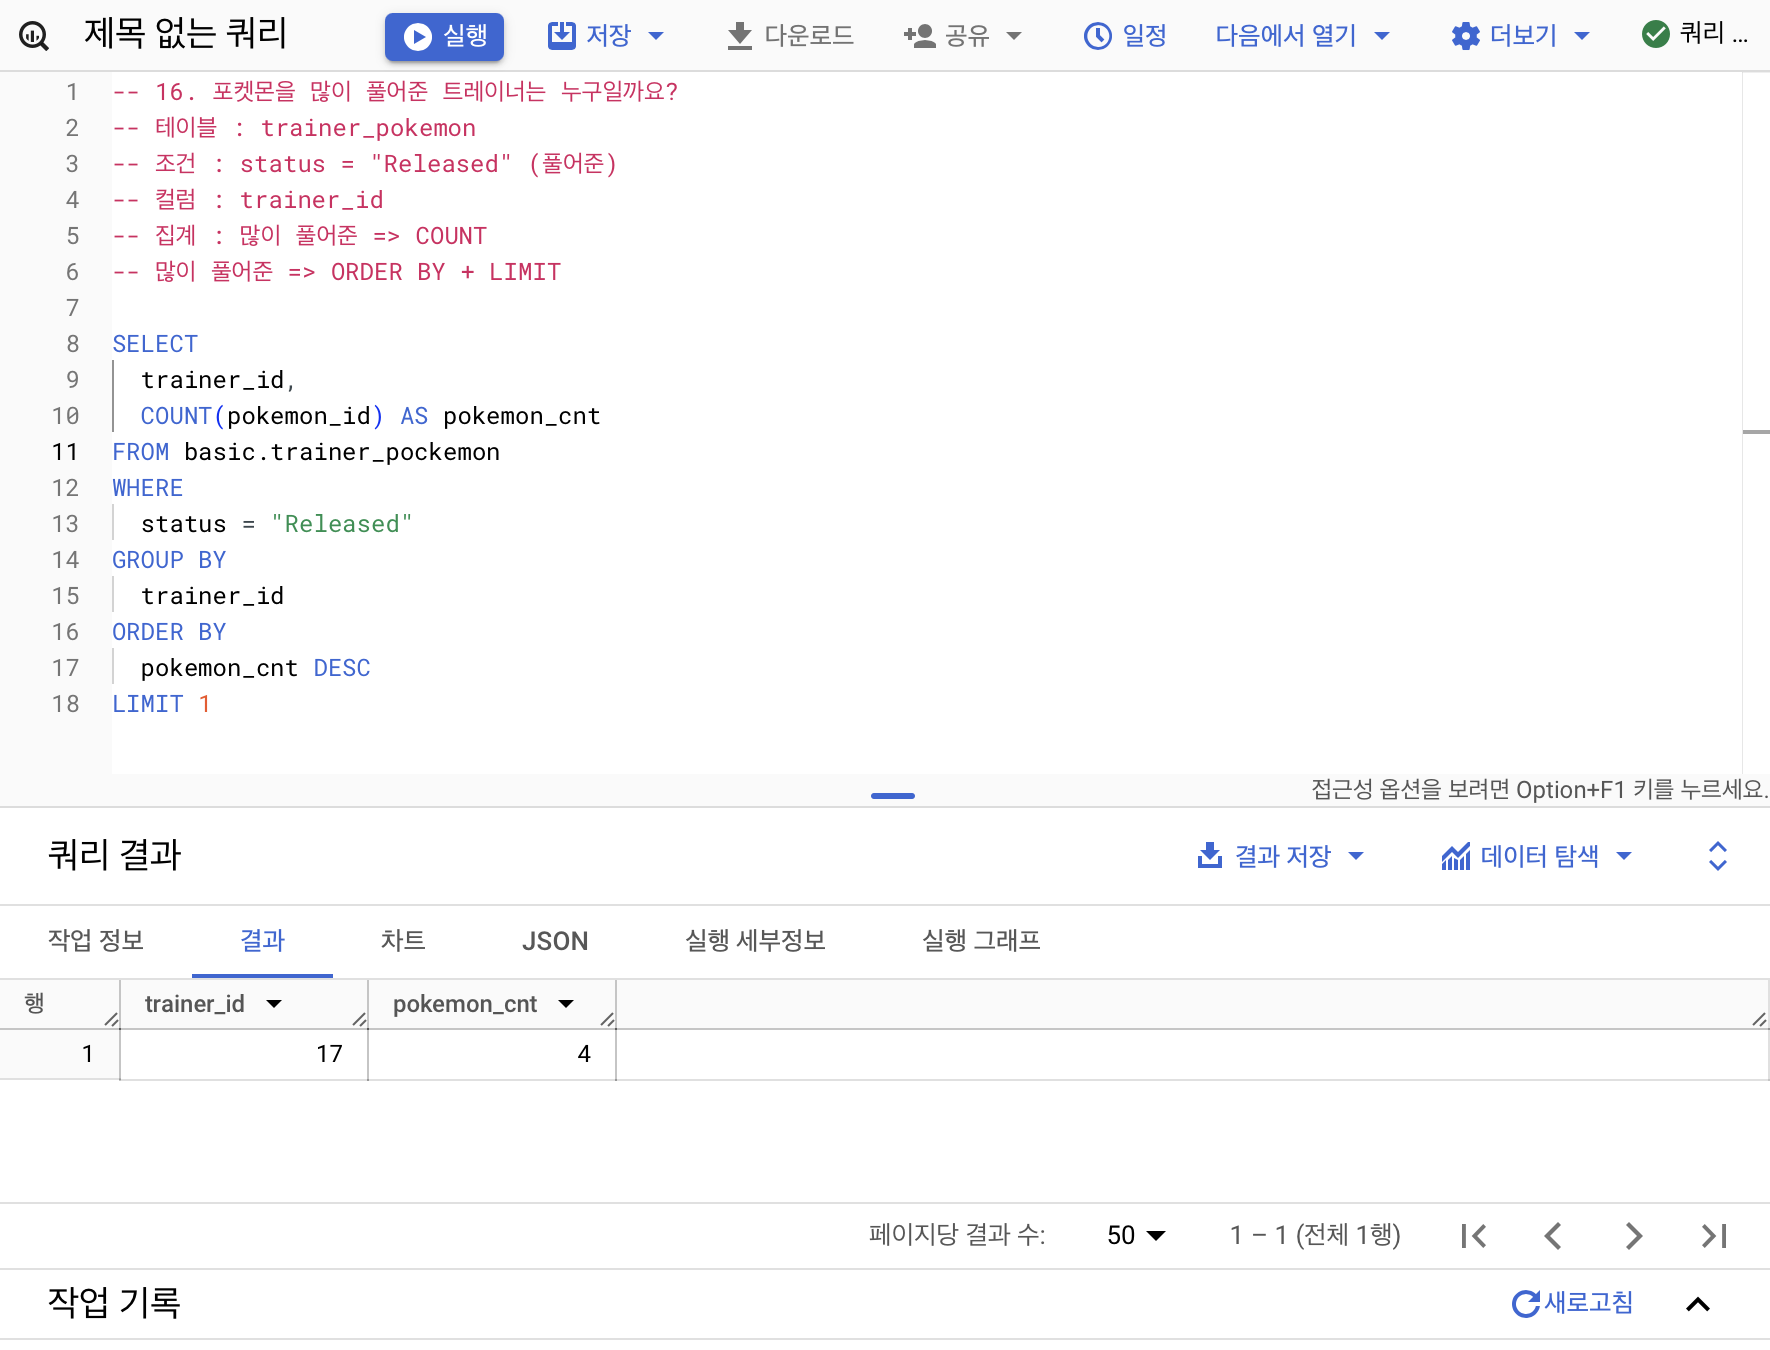 제목 없는 쿼리
실행
저장
다운로드
공유
일정
다음에서 열기
더보기
쿼리 ...
1 -- 16. 포켓몬을 많이 풀어준 트레이너는 누구일까요?
2 -- 테이블 : trainer_pokemon
3 -- 조건 : status = "Released" (풀어준)
4 -- 컬럼 : trainer_id
5 -- 집계 : 많이 풀어준 => COUNT
6 -- 많이 풀어준 => ORDER BY + LIMIT
7
8 SELECT
9 trainer_id,
10 COUNT(pokemon_id) AS pokemon_cnt
11 FROM basic.trainer_pockemon
12 WHERE
13 status = "Released"
14 GROUP BY
15 trainer_id
16 ORDER BY
17 pokemon_cnt DESC
18 LIMIT 1
접근성 옵션을 보려면 Option+F1 키를 누르세요.
쿼리 결과
결과 저장
데이터 탐색
작업 정보
결과
차트
JSON
실행 세부정보
실행 그래프
행 trainer_id pokemon_cnt
1 17 4
페이지당 결과 수: 50 1 – 1 (전체 1행)
작업 기록
새로고침